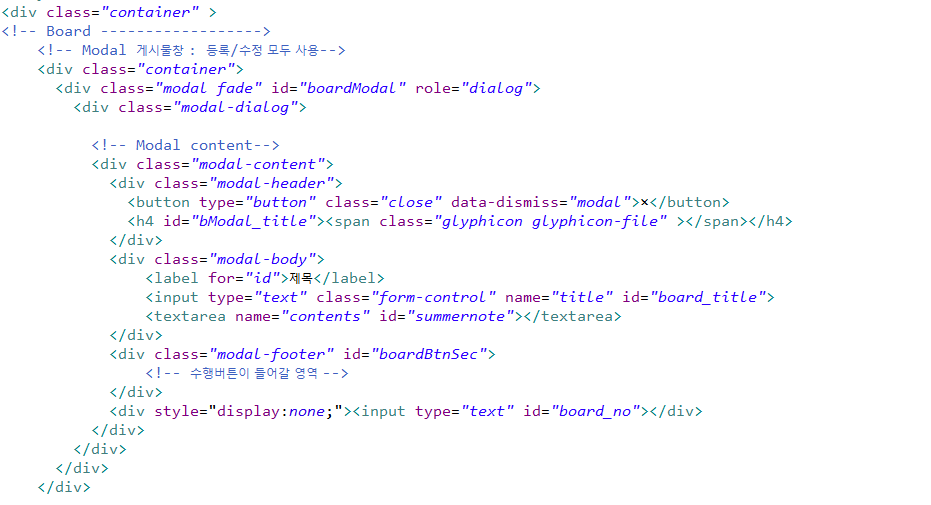 <div class="container" >
<!-- Board ------------------>
<!-- Modal 게시물창 : 등록/수정 모두 사용-->
<div class="container">
<div class="modal fade" id="boardModal" role="dialog">
<div class="modal-dialog">
<!-- Modal content-->
<div class="modal-content">
<div class="modal-header">
<button type="button" class="close" data-dismiss="modal">×</button>
<h4 id="bModal_title"><span class="glyphicon glyphicon-file" ></span></h4>
</div>
<div class="modal-body">
<label for="id">제목</label>
<input type="text" class="form-control" name="title" id="board_title">
<textarea name="contents" id="summernote"></textarea>
</div>
<div class="modal-footer" id="boardBtnSec">
<!-- 수행버튼이 들어갈 영역 -->
</div>
<div style="display:none;"><input type="text" id="board_no"></div>
</div>
</div>
</div>
</div>